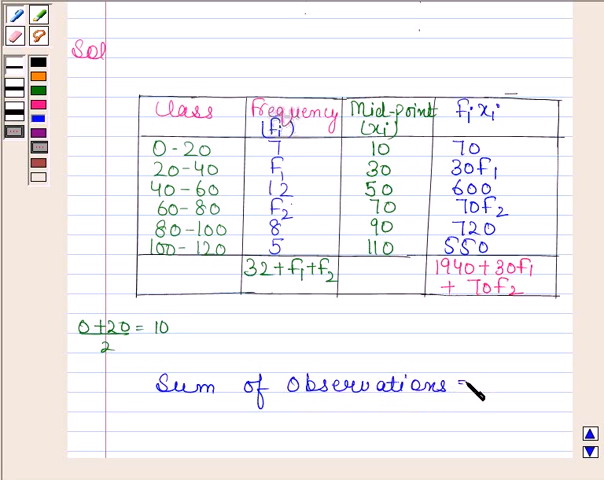 Sol
Class Frequency (fi) Mid-point (xi) fixi
0-20 7 10 70
20-40 f1 30 30f1
40-60 12 50 600
60-80 f2 70 70f2
80-100 8 90 720
100-120 5 110 550
32+f1+f2 1940+30f1
+ 70f2
0+20/2 = 10
Sum of Observations =